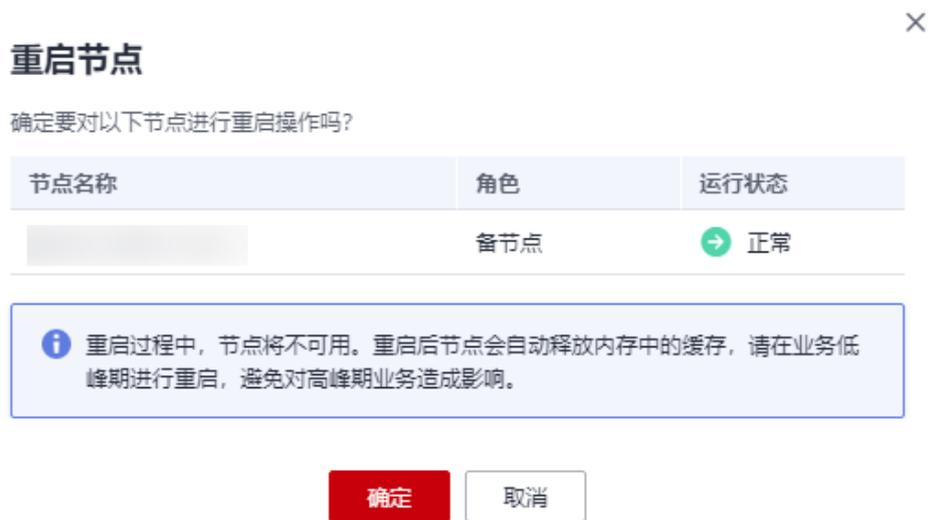 重启节点
确定要对以下节点进行重启操作吗?
节点名称 角色 运行状态
备节点 正常
重启过程中，节点将不可用。重启后节点会自动释放内存中的缓存，请在业务低
峰期进行重启，避免对高峰期业务造成影响。
确定 取消